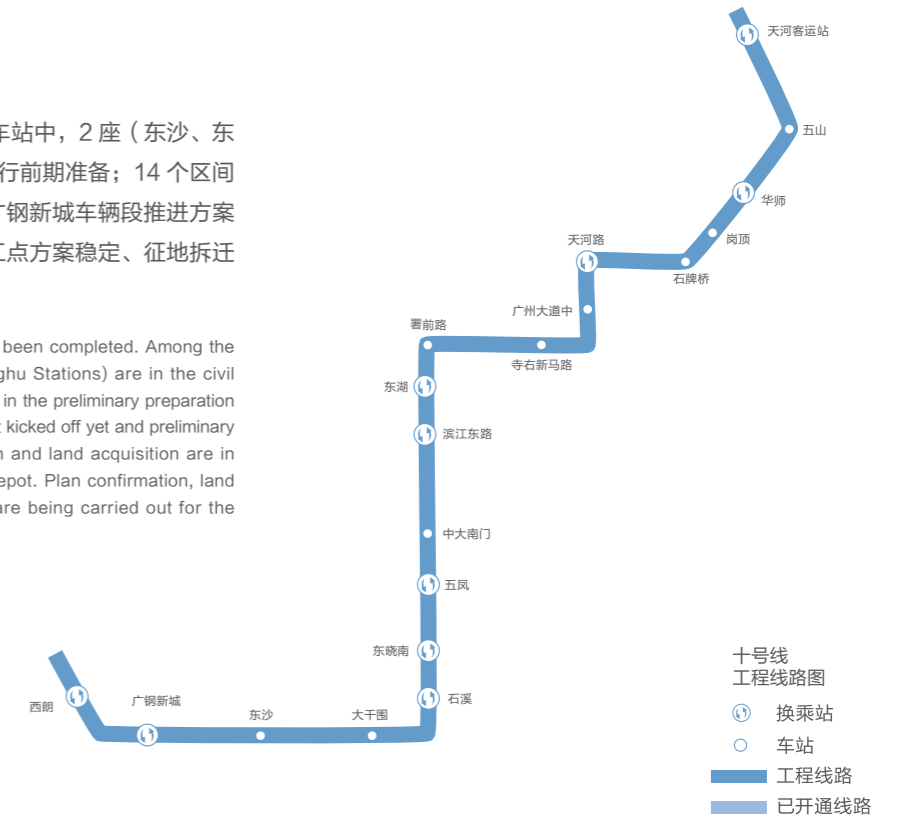 车站中，2 座（东沙、东
行前期准备；14 个区间
广钢新城车辆段推进方案
工点方案稳定、征地拆迁
been completed. Among the
ghu Stations) are in the civil
in the preliminary preparation
t kicked off yet and preliminary
n and land acquisition are in
epot. Plan confirmation, land
are being carried out for the
天河客运站
五山
华师
岗顶
石牌桥
天河路
广州大道中
寺右新马路
署前路
东湖
滨江东路
中大南门
五凤
东晓南
石溪
大干围
东沙
广钢新城
西朗
十号线
工程线路图
换乘站
车站
工程线路
已开通线路